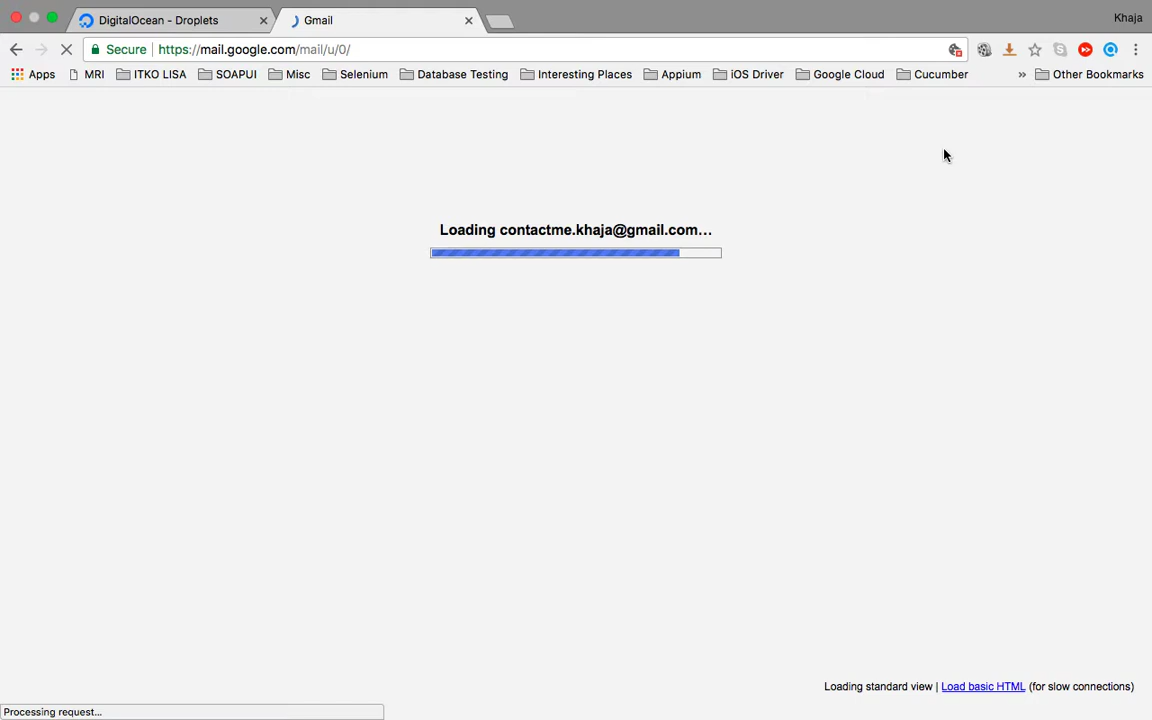 DigitalOcean - Droplets
Gmail
Khaja
Secure https://mail.google.com/mail/u/0/
Apps MRI ITKO LISA SOAPUI Misc Selenium Database Testing Interesting Places Appium iOS Driver Google Cloud Cucumber » Other Bookmarks
Loading contactme.khaja@gmail.com…
Loading standard view | Load basic HTML (for slow connections)
Processing request...